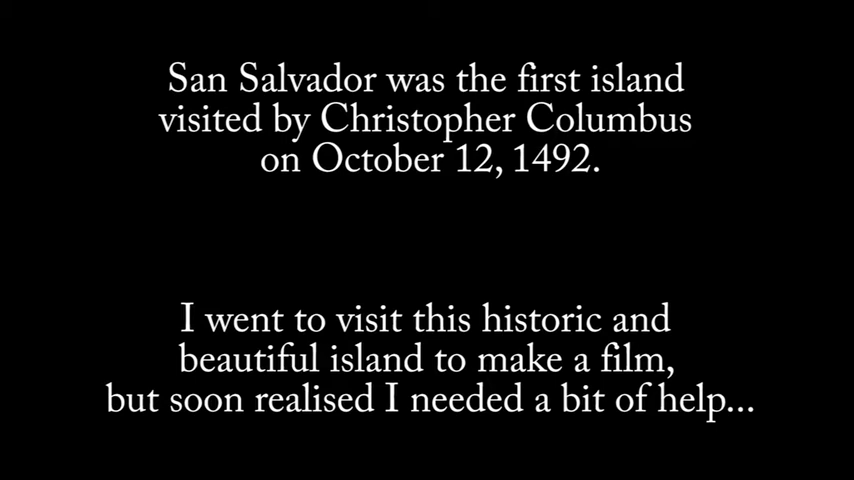 San Salvador was the first island
visited by Christopher Columbus
on October 12, 1492.
I went to visit this historic and
beautiful island to make a film,
but soon realised I needed a bit of help...